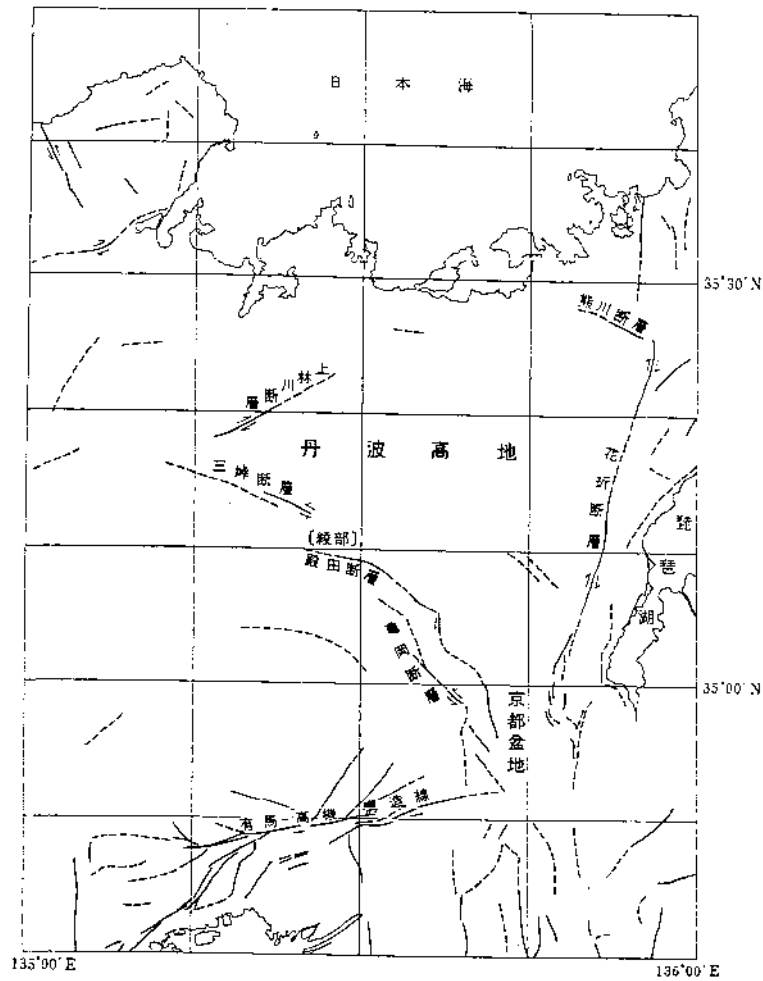 日本海
35°30′N
熊川断層
上林川断層
丹波高地
花折断層
三峠断層
琵琶湖
〔綾部〕
殿田断層
亀岡断層
35°00′N
京都盆地
有馬-高槻構造線
135°00′E
136°00′E